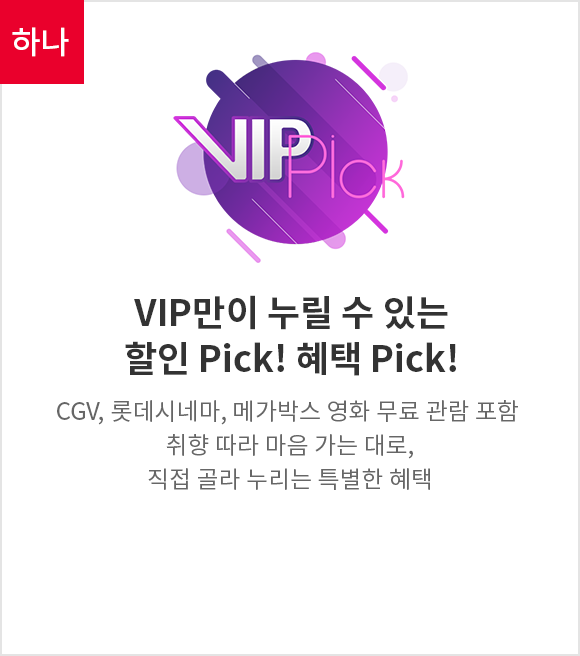 하나
VIP Pick
VIP만이 누릴 수 있는
할인 Pick! 혜택 Pick!
CGV, 롯데시네마, 메가박스 영화 무료 관람 포함
취향 따라 마음 가는 대로,
직접 골라 누리는 특별한 혜택